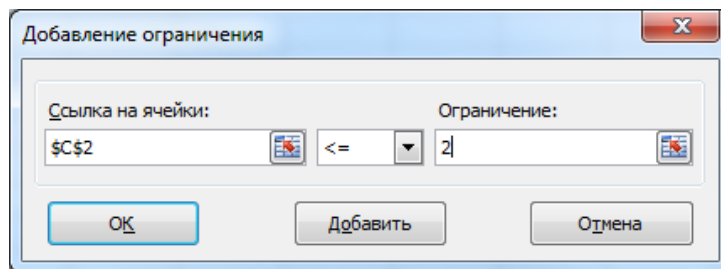 Добавление ограничения
Ссылка на ячейки: Ограничение:
$C$2 <= 2
ОК Добавить Отмена